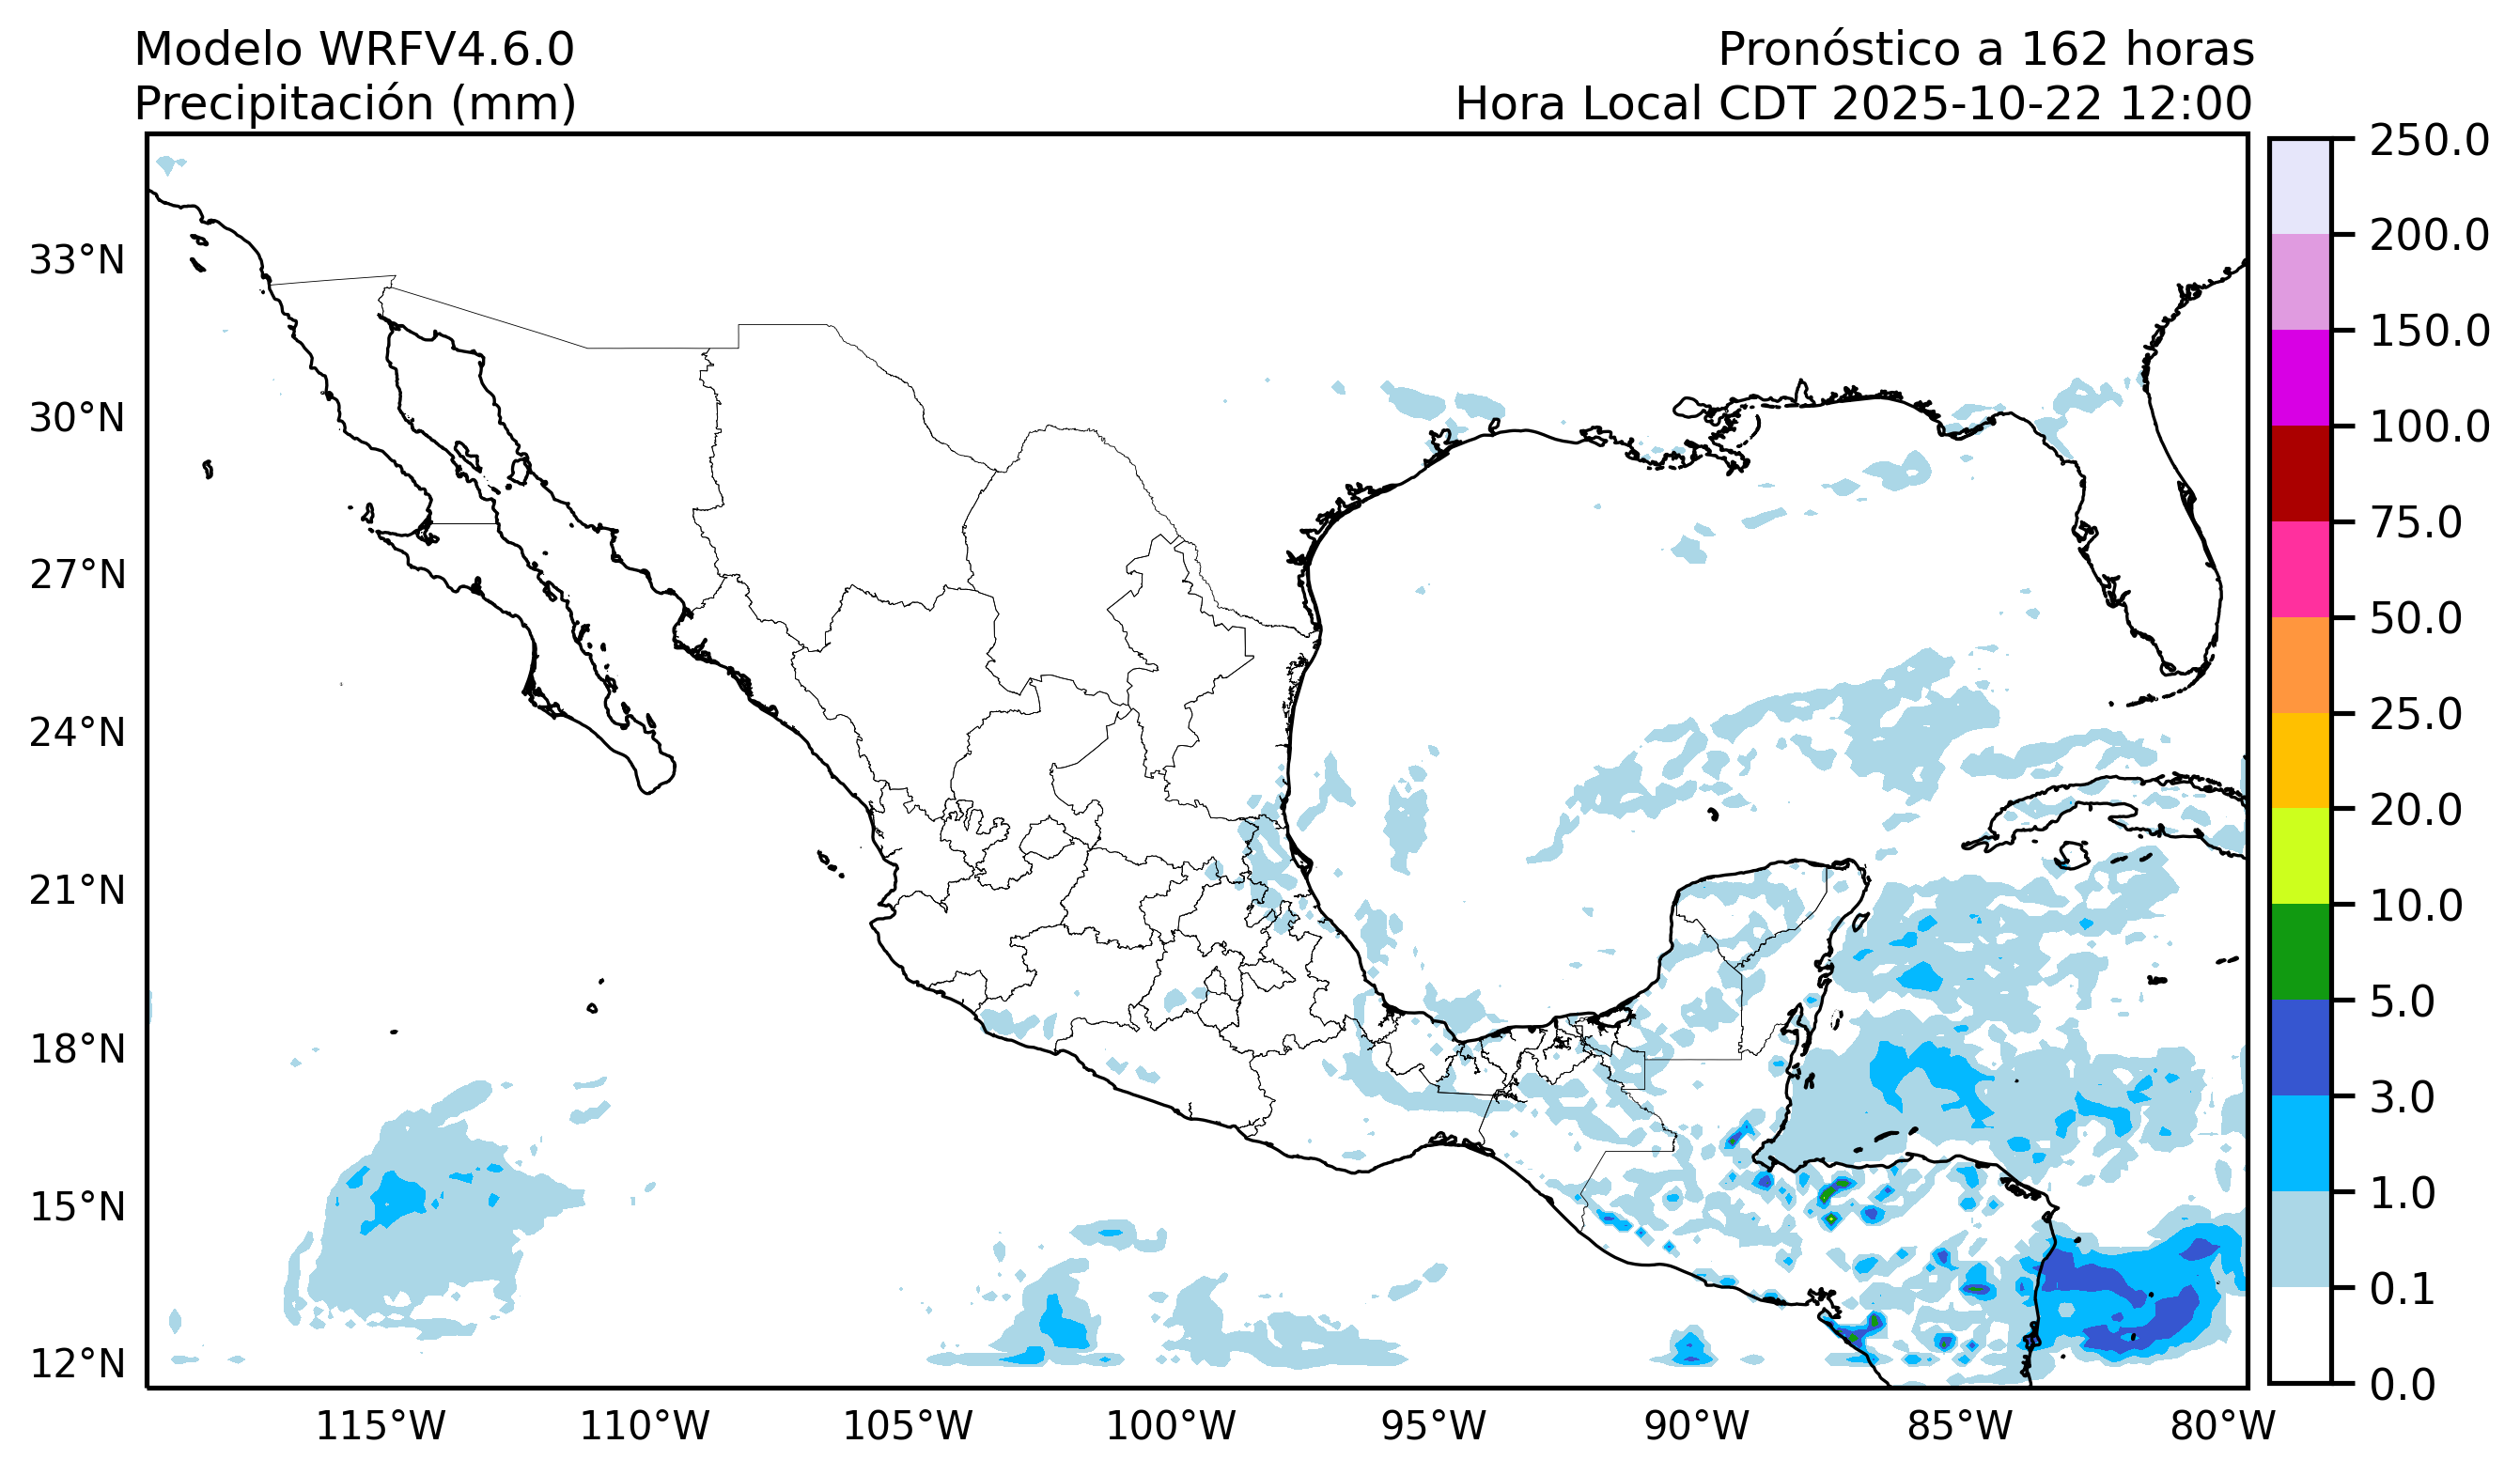 Modelo WRFV4.6.0
Precipitación (mm)
Pronóstico a 162 horas
Hora Local CDT 2025-10-22 12:00
33°N
30°N
27°N
24°N
21°N
18°N
15°N
12°N
115°W
110°W
105°W
100°W
95°W
90°W
85°W
80°W
250.0
200.0
150.0
100.0
75.0
50.0
25.0
20.0
10.0
5.0
3.0
1.0
0.1
0.0